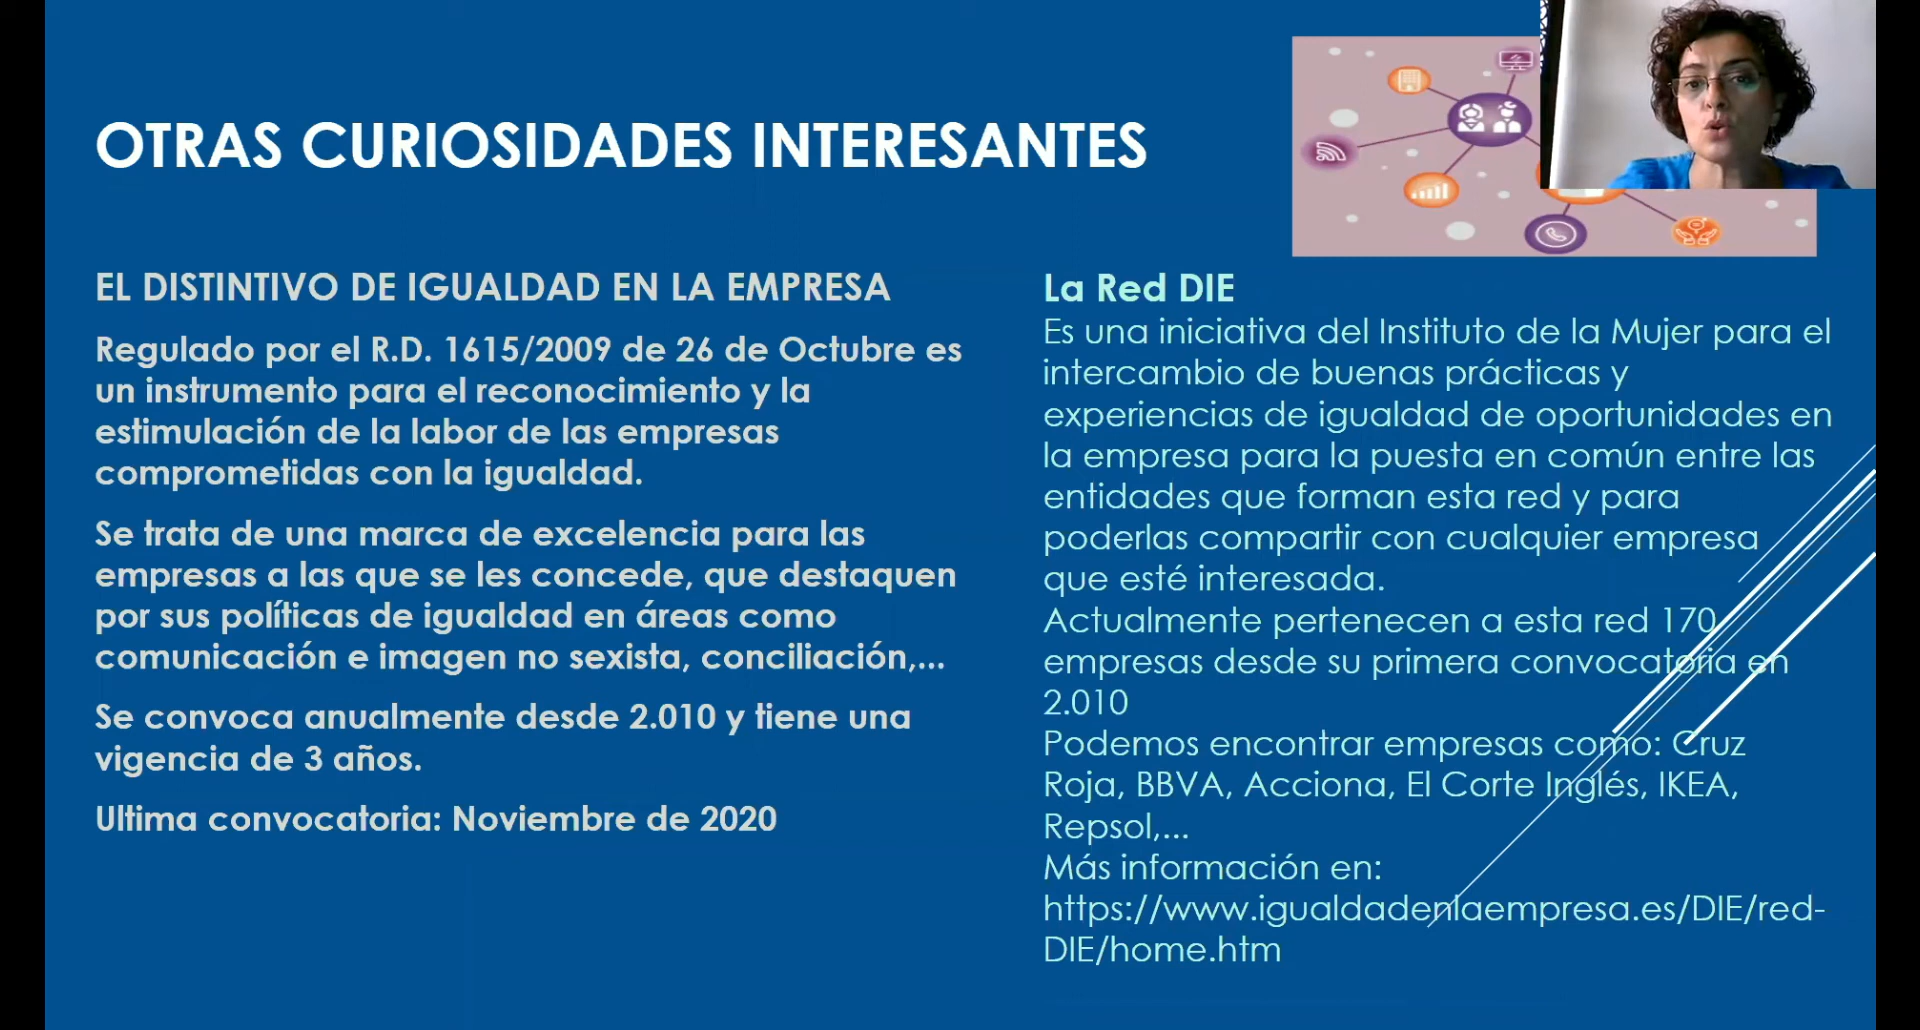 OTRAS CURIOSIDADES INTERESANTES
EL DISTINTIVO DE IGUALDAD EN LA EMPRESA
Regulado por el R.D. 1615/2009 de 26 de Octubre es
un instrumento para el reconocimiento y la
estimulación de la labor de las empresas
comprometidas con la igualdad.
Se trata de una marca de excelencia para las
empresas a las que se les concede, que destaquen
por sus políticas de igualdad en áreas como
comunicación e imagen no sexista, conciliación,...
Se convoca anualmente desde 2.010 y tiene una
vigencia de 3 años.
Ultima convocatoria: Noviembre de 2020
La Red DIE
Es una iniciativa del Instituto de la Mujer para el
intercambio de buenas prácticas y
experiencias de igualdad de oportunidades en
la empresa para la puesta en común entre las
entidades que forman esta red y para
poderlas compartir con cualquier empresa
que esté interesada.
Actualmente pertenecen a esta red 170
empresas desde su primera convocatoria en
2.010
Podemos encontrar empresas como: Cruz
Roja, BBVA, Acciona, El Corte Inglés, IKEA,
Repsol,...
Más información en:
https://www.igualdadenlaempresa.es/DIE/red-
DIE/home.htm